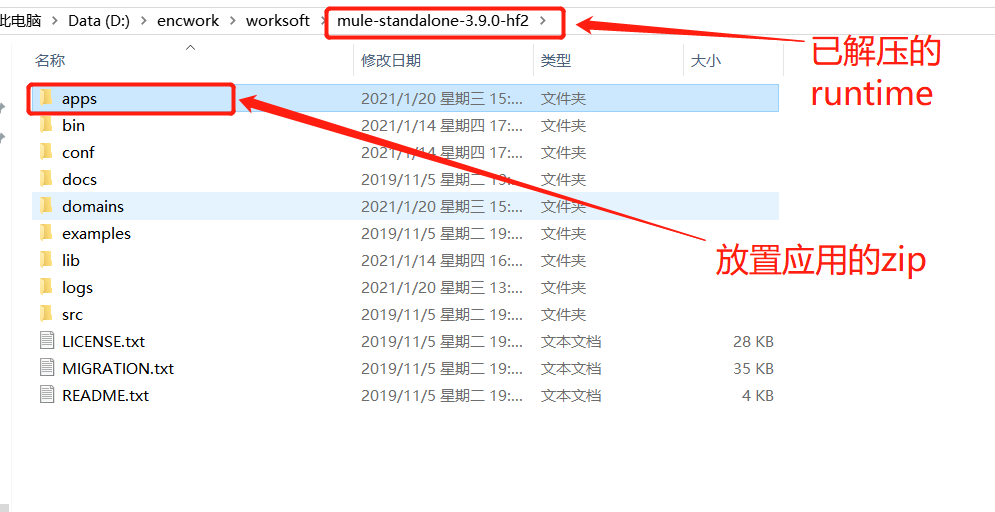 此电脑 > Data (D:) > encwork > worksoft > mule-standalone-3.9.0-hf2 >
名称 修改日期 类型 大小
已解压的
runtime
apps 2021/1/20 星期三 15:... 文件夹
bin 2021/1/14 星期四 17:... 文件夹
conf 2021/1/14 星期四 17:... 文件夹
docs 2019/11/5 星期二 19:... 文件夹
domains 2021/1/20 星期三 15:... 文件夹
examples 2019/11/5 星期二 19:... 文件夹
放置应用的zip
lib 2021/1/14 星期四 16:... 文件夹
logs 2021/1/20 星期三 13:... 文件夹
src 2019/11/5 星期二 19:... 文件夹
LICENSE.txt 2019/11/5 星期二 19:... 文本文档 28 KB
MIGRATION.txt 2019/11/5 星期二 19:... 文本文档 35 KB
README.txt 2019/11/5 星期二 19:... 文本文档 4 KB